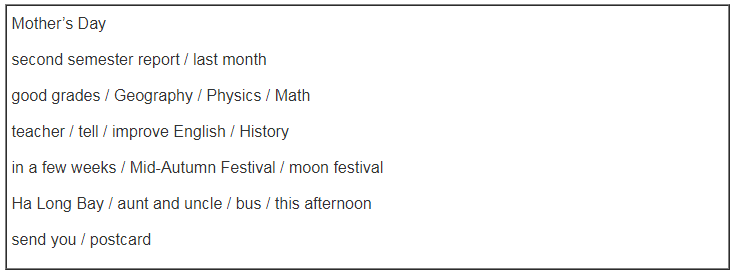 Mother’s Day
second semester report / last month
good grades / Geography / Physics / Math
teacher / tell / improve English / History
in a few weeks / Mid-Autumn Festival / moon festival
Ha Long Bay / aunt and uncle / bus / this afternoon
send you / postcard